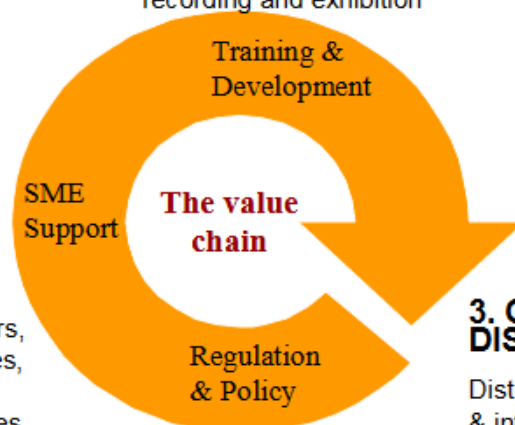 recording and exhibition
Training &
Development
SME
Support
The value
chain
Regulation
& Policy
3.
DIS
Dist
&